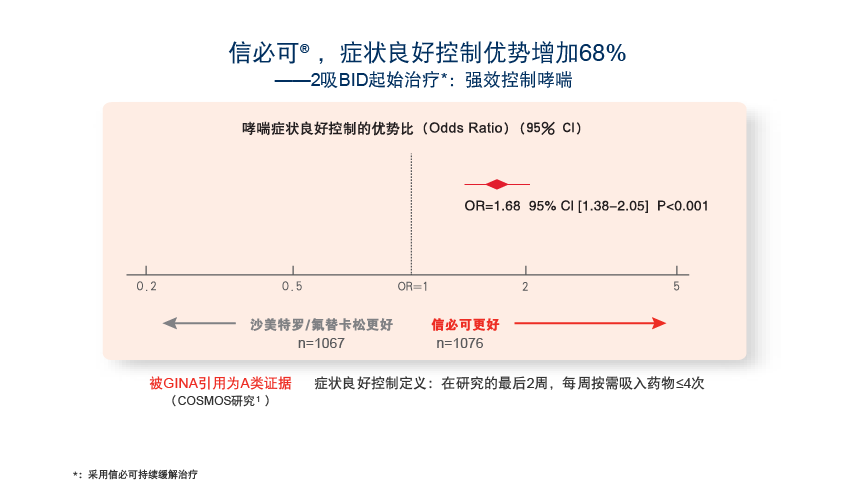 信必可®，症状良好控制优势增加68%
——2吸BID起始治疗*：强效控制哮喘
哮喘症状良好控制的优势比（Odds Ratio）（95% CI）
OR=1.68 95% CI [1.38–2.05] P<0.001
0.2 0.5 OR=1 2 5
沙美特罗/氟替卡松更好 信必可更好
n=1067 n=1076
被GINA引用为A类证据 症状良好控制定义：在研究的最后2周，每周按需吸入药物≤4次
（COSMOS研究¹）
*：采用信必可持续缓解治疗